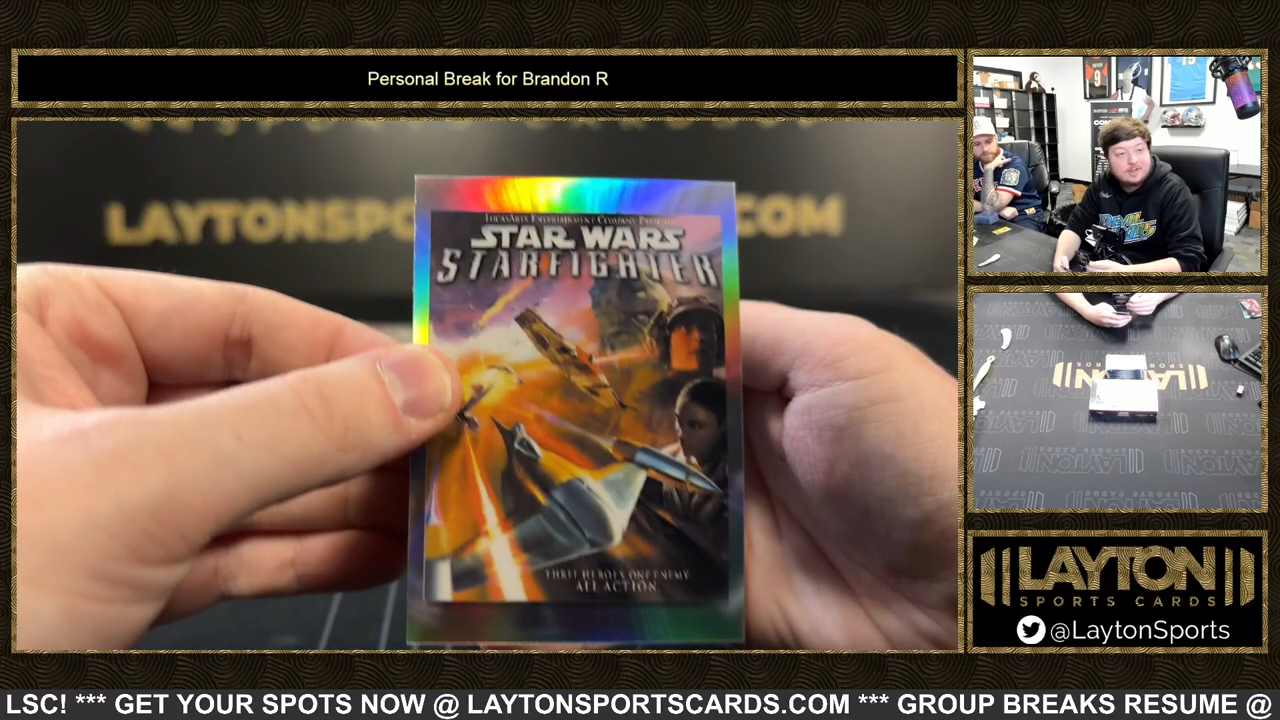 Personal Break for Brandon R
LAYTONSPO
COM
LucasArts Entertainment Company Presents
STAR WARS
STARFIGHTER
THREE HEROES. ONE ENEMY.
ALL ACTION.
LAYTON
LAYTON
SPORTS CARDS
@LaytonSports
LSC! *** GET YOUR SPOTS NOW @ LAYTONSPORTSCARDS.COM *** GROUP BREAKS RESUME @